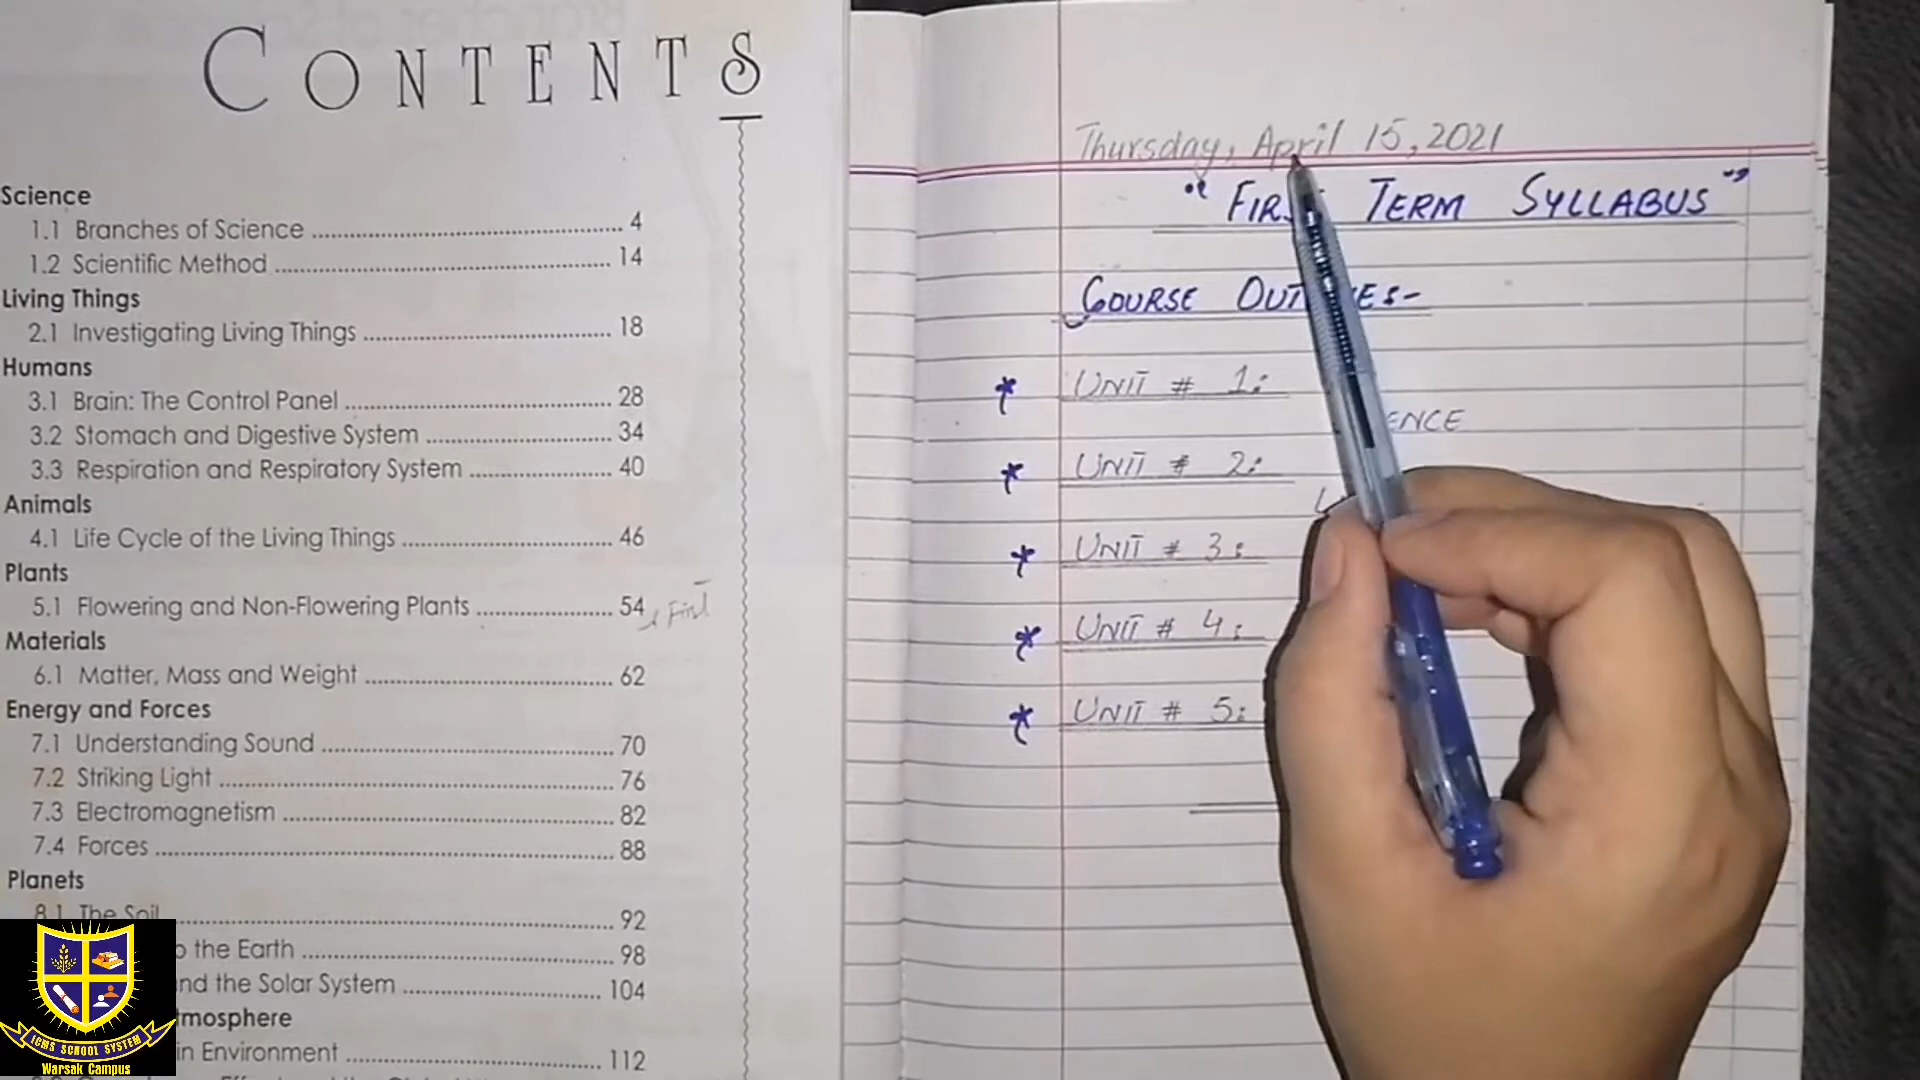 CONTENTS
Science
1.1 Branches of Science 4
1.2 Scientific Method 14
Living Things
2.1 Investigating Living Things 18
Humans
3.1 Brain: The Control Panel 28
3.2 Stomach and Digestive System 34
3.3 Respiration and Respiratory System 40
Animals
4.1 Life Cycle of the Living Things 46
Plants
5.1 Flowering and Non-Flowering Plants 54
Materials
6.1 Matter, Mass and Weight 62
Energy and Forces
7.1 Understanding Sound 70
7.2 Striking Light 76
7.3 Electromagnetism 82
7.4 Forces 88
Planets
8.1 The Soil 92
the Earth 98
the Solar System 104
in Environment 112
ICMS SCHOOL SYSTEM
Warsak Campus
Thursday, April 15, 2021
" FIRST TERM SYLLABUS "
COURSE
* UNIT # 1:
* UNIT # 2:
* UNIT # 3:
* UNIT # 4:
* UNIT # 5: